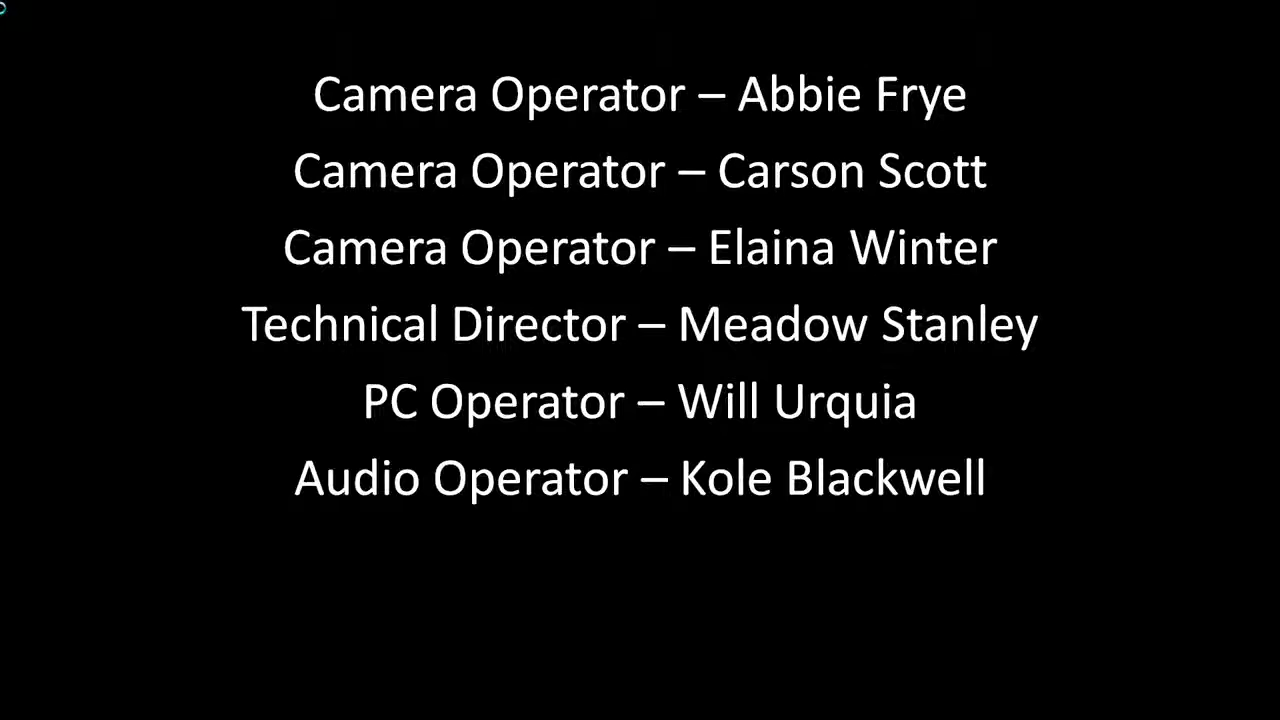 Camera Operator – Abbie Frye
Camera Operator – Carson Scott
Camera Operator – Elaina Winter
Technical Director – Meadow Stanley
PC Operator – Will Urquia
Audio Operator – Kole Blackwell